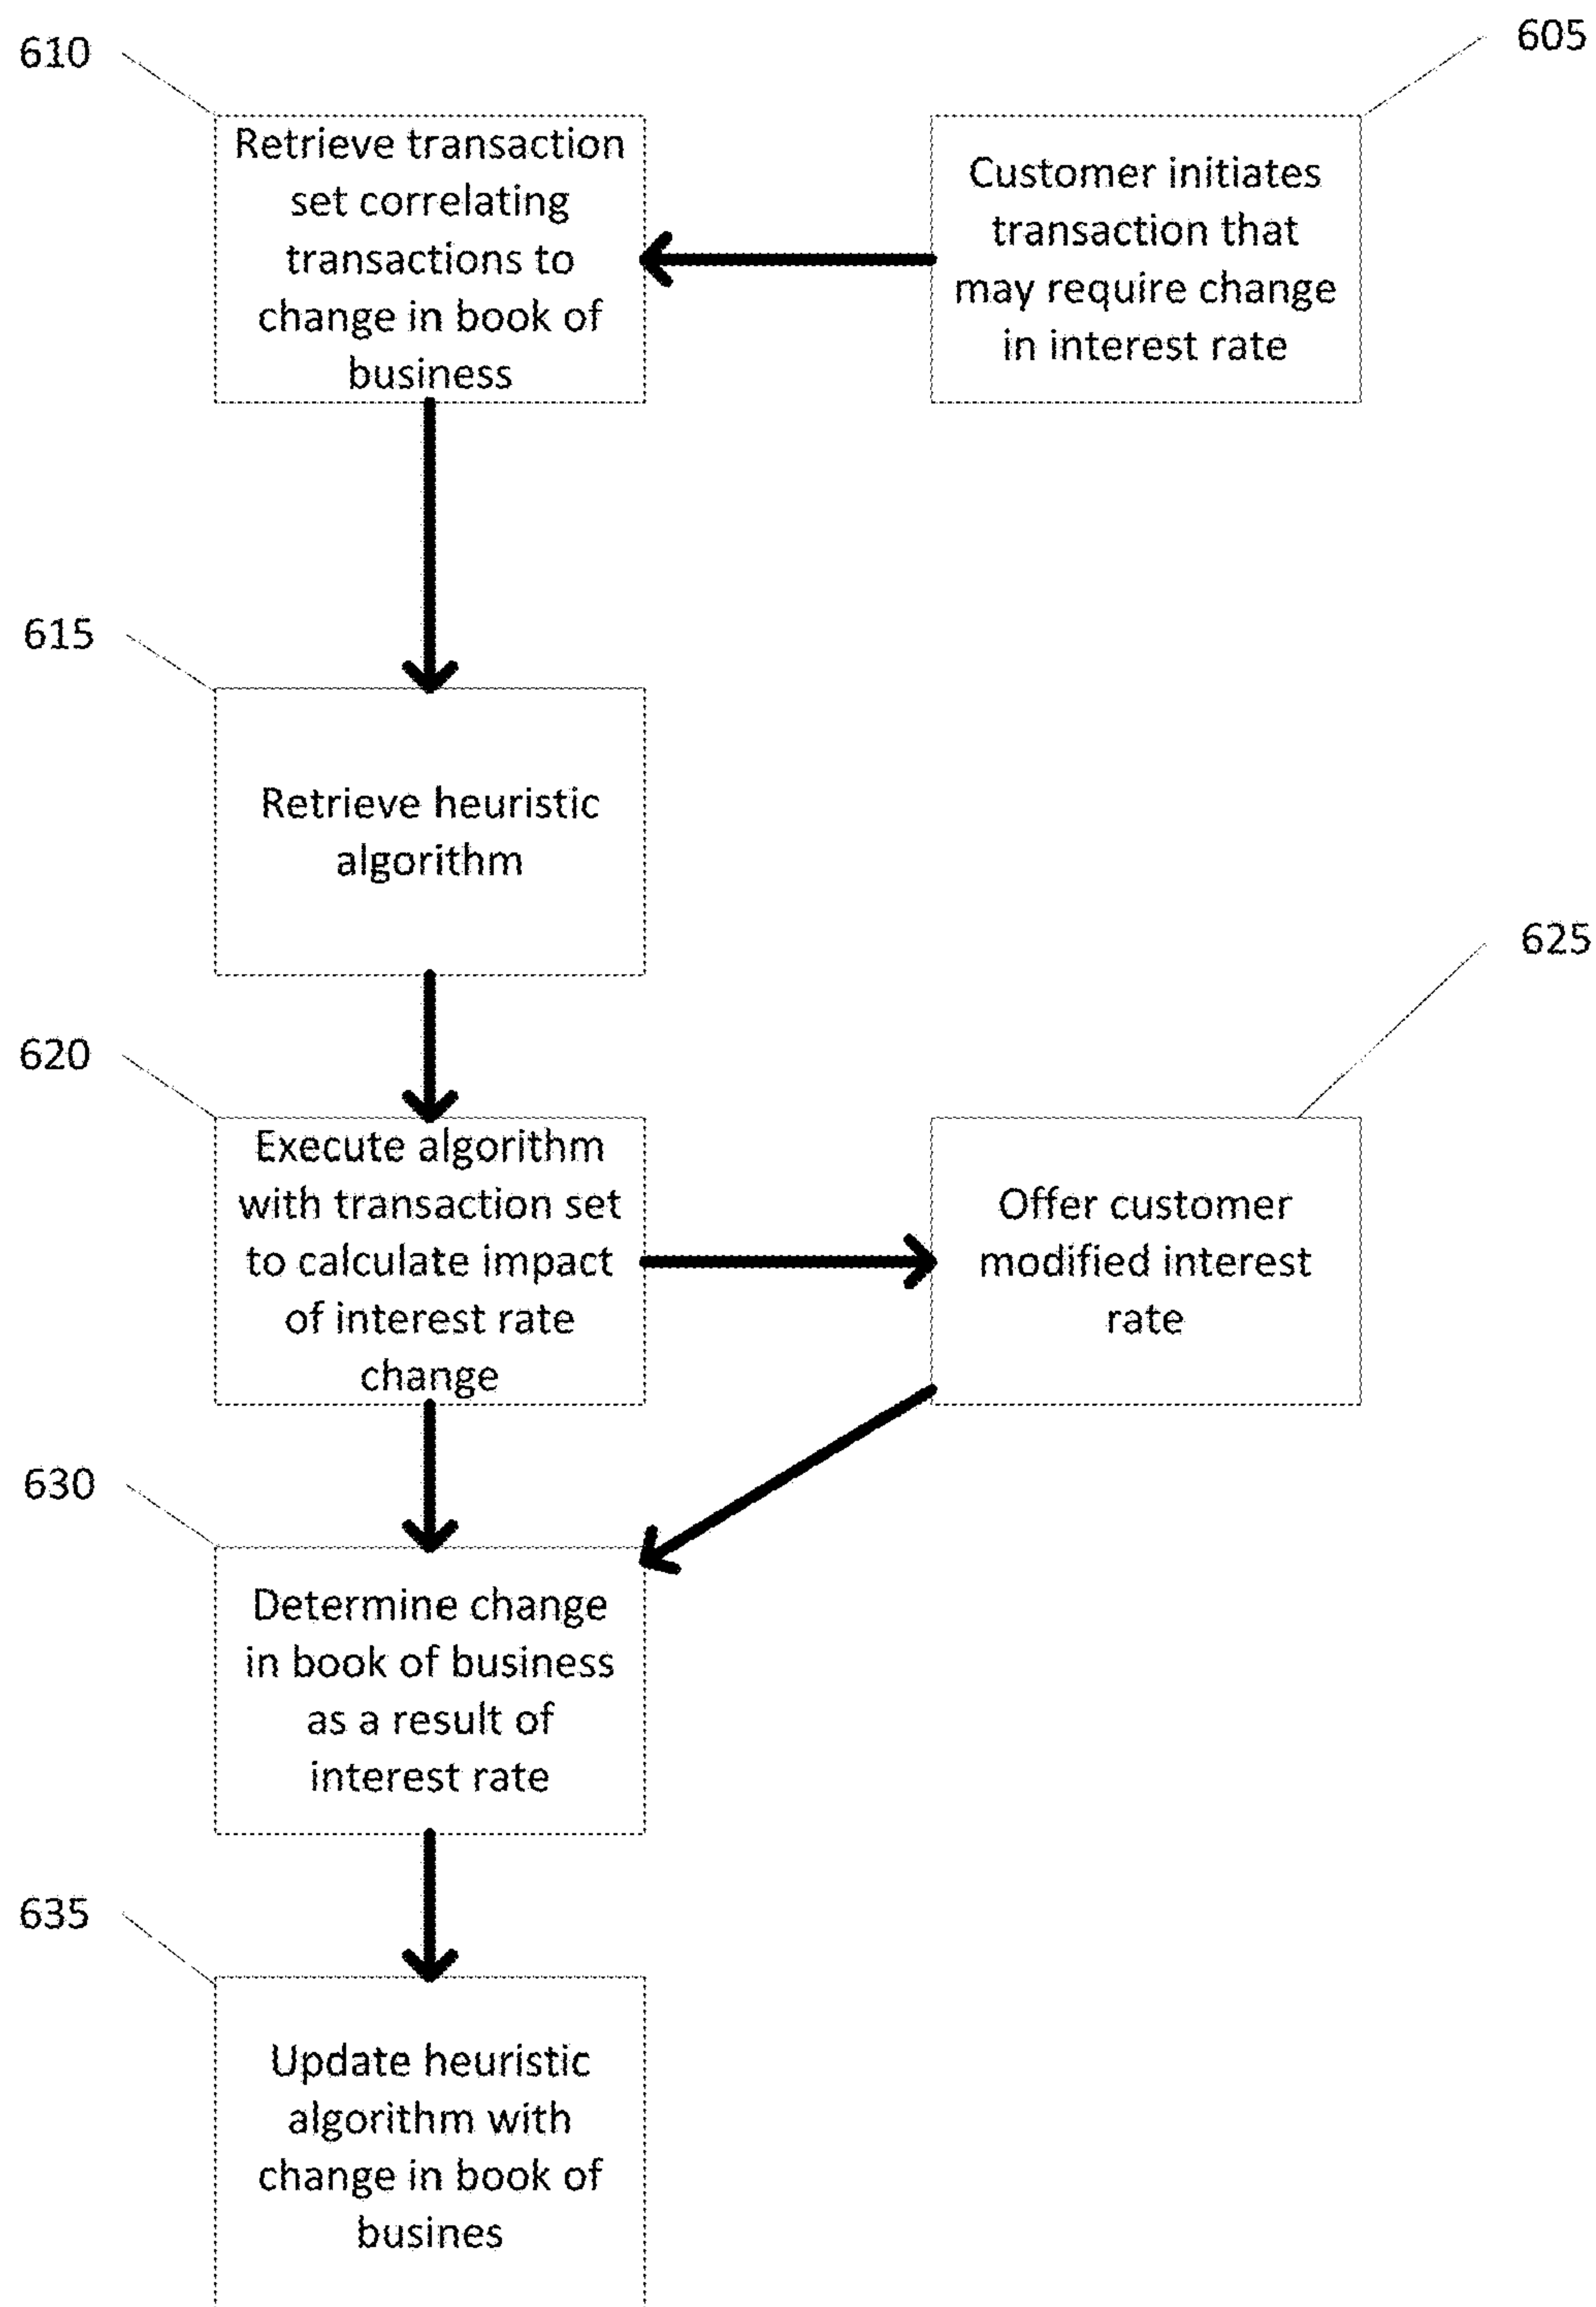 610
605
Retrieve transaction
set correlating
transactions to
change in book of
business
Customer initiates
transaction that
may require change
in interest rate
615
Retrieve heuristic
algorithm
625
620
Execute algorithm
with transaction set
to calculate impact
of interest rate
change
Offer customer
modified interest
rate
630
Determine change
in book of business
as a result of
interest rate
635
Update heuristic
algorithm with
change in book of
busines